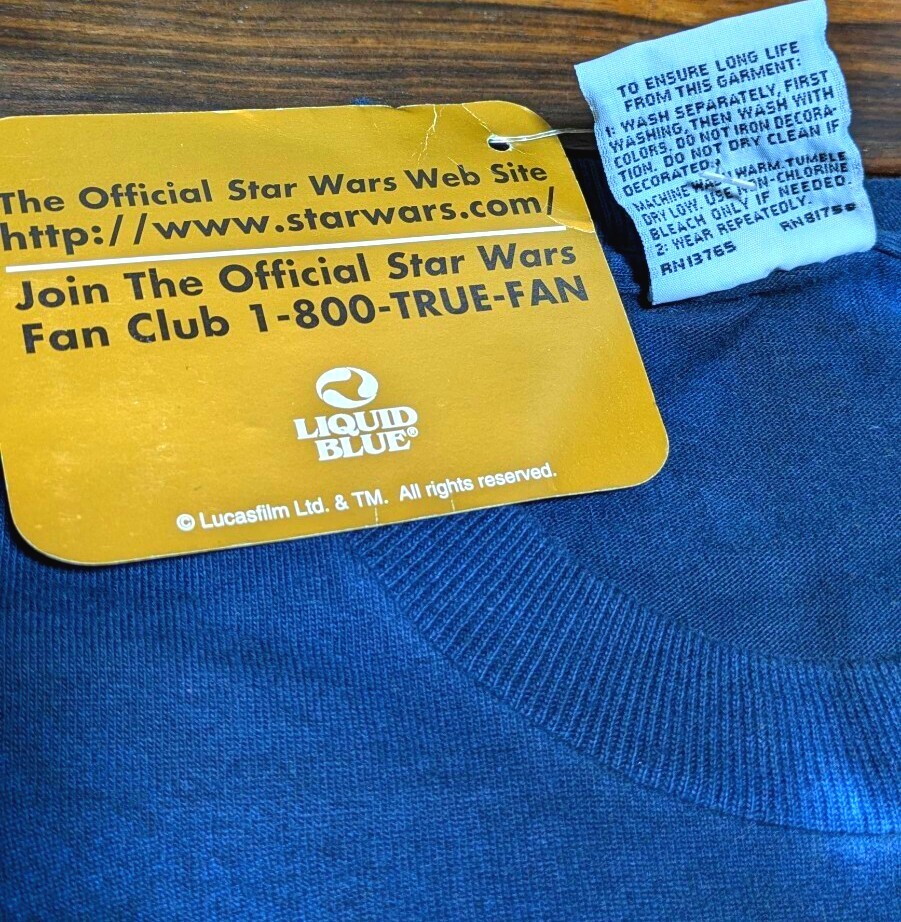 The Official Star Wars Web Site
http://www.starwars.com/
Join The Official Star Wars
Fan Club 1-800-TRUE-FAN
LIQUID
BLUE®
© Lucasfilm Ltd. & TM. All rights reserved.
TO ENSURE LONG LIFE
FROM THIS GARMENT:
1: WASH SEPARATELY, FIRST
WASHING, THEN WASH WITH
COLORS, DO NOT IRON DECORA-
TION. DO NOT DRY CLEAN IF
DECORATED.
MACHINE WASH WARM. TUMBLE
DRY LOW. USE NON-CHLORINE
BLEACH ONLY IF NEEDED.
2: WEAR REPEATEDLY.
RN13765 RN81756